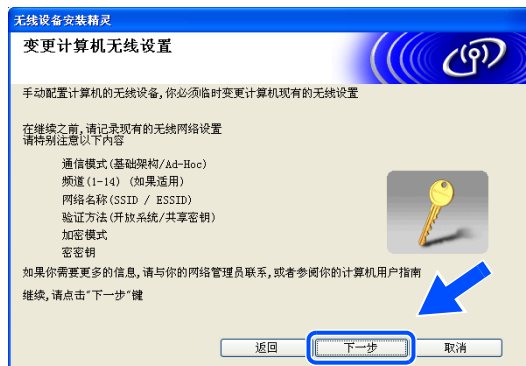 无线设备安装精灵
变更计算机无线设置
手动配置计算机的无线设备,你必须临时变更计算机现有的无线设置
在继续之前,请记录现有的无线网络设置
请特别注意以下内容
通信模式(基础架构/Ad-Hoc)
频道(1-14) (如果适用)
网络名称(SSID / ESSID)
验证方法(开放系统/共享密钥)
加密模式
密密钥
如果你需要更多的信息,请与你的网络管理员联系,或者参阅你的计算机用户指南
继续,请点击"下一步"键
返回 下一步 取消